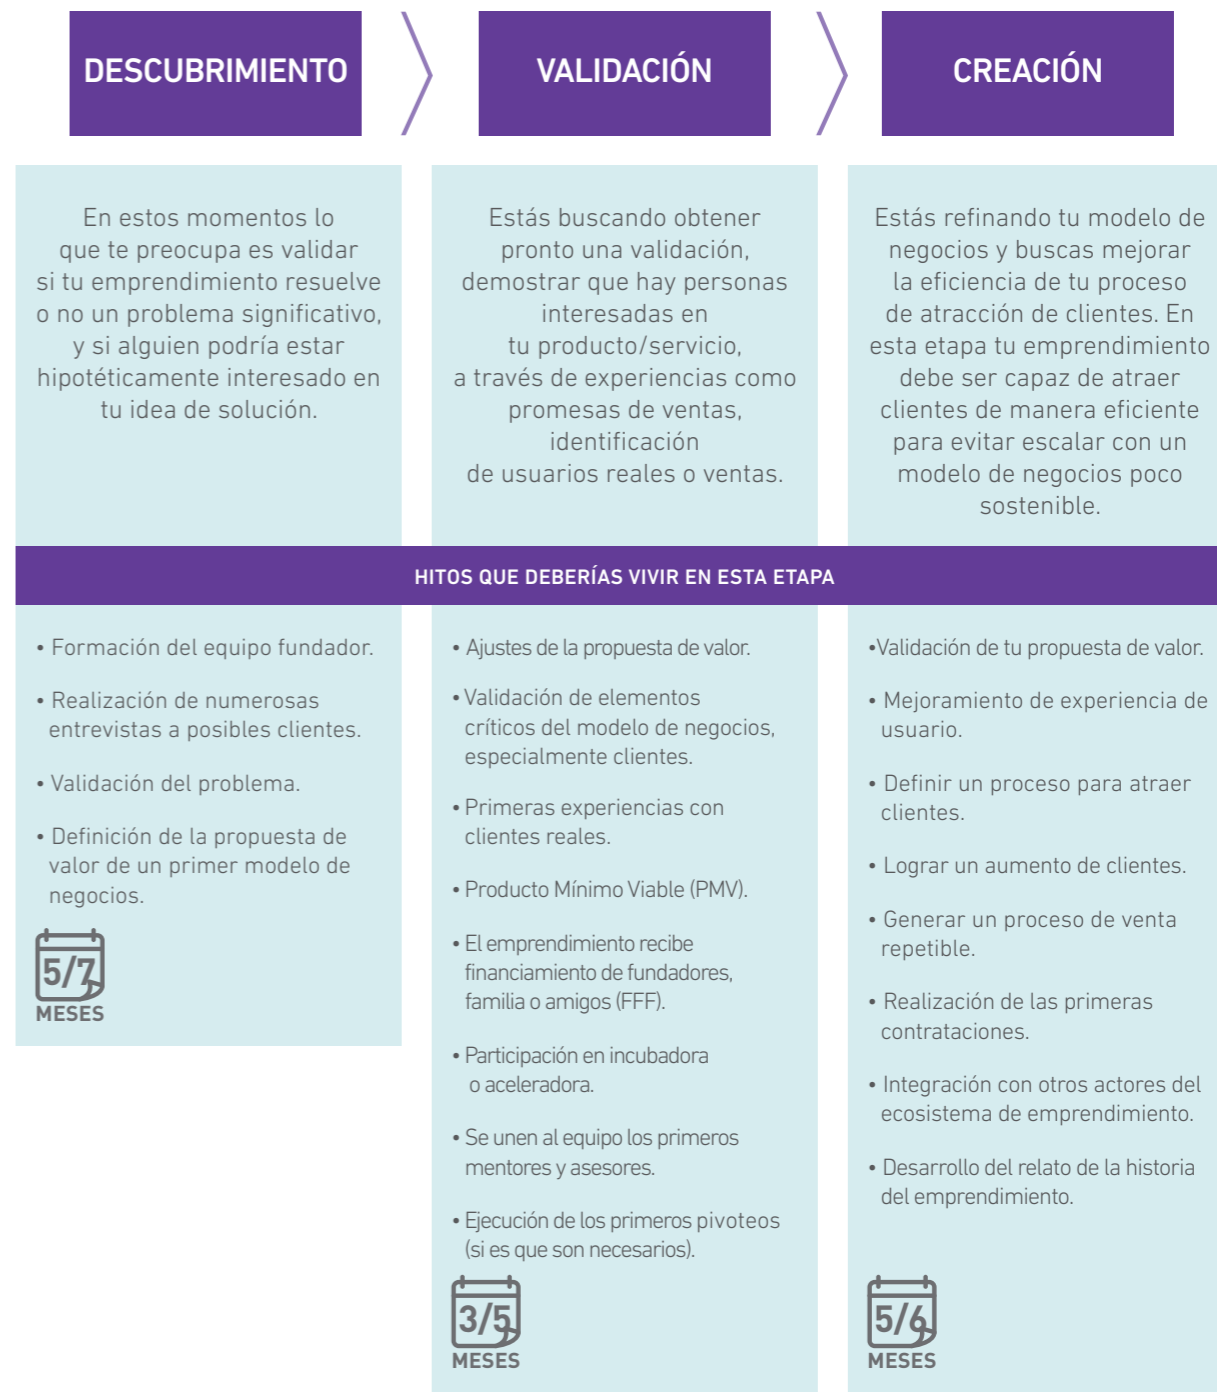 DESCUBRIMIENTO
VALIDACIÓN
CREACIÓN
En estos momentos lo
que te preocupa es validar
si tu emprendimiento resuelve
o no un problema significativo,
y si alguien podría estar
hipotéticamente interesado en
tu idea de solución.
Estás buscando obtener
pronto una validación,
demostrar que hay personas
interesadas en
tu producto/servicio,
a través de experiencias como
promesas de ventas,
identificación
de usuarios reales o ventas.
Estás refinando tu modelo de
negocios y buscas mejorar
la eficiencia de tu proceso
de atracción de clientes. En
esta etapa tu emprendimiento
debe ser capaz de atraer
clientes de manera eficiente
para evitar escalar con un
modelo de negocios poco
sostenible.
HITOS QUE DEBERÍAS VIVIR EN ESTA ETAPA
• Formación del equipo fundador.
• Realización de numerosas
entrevistas a posibles clientes.
• Validación del problema.
• Definición de la propuesta de
valor de un primer modelo de
negocios.
5/7
MESES
• Ajustes de la propuesta de valor.
• Validación de elementos
críticos del modelo de negocios,
especialmente clientes.
• Primeras experiencias con
clientes reales.
• Producto Mínimo Viable (PMV).
• El emprendimiento recibe
financiamiento de fundadores,
familia o amigos (FFF).
• Participación en incubadora
o aceleradora.
• Se unen al equipo los primeros
mentores y asesores.
• Ejecución de los primeros pivoteos
(si es que son necesarios).
3/5
MESES
•Validación de tu propuesta de valor.
• Mejoramiento de experiencia de
usuario.
• Definir un proceso para atraer
clientes.
• Lograr un aumento de clientes.
• Generar un proceso de venta
repetible.
• Realización de las primeras
contrataciones.
• Integración con otros actores del
ecosistema de emprendimiento.
• Desarrollo del relato de la historia
del emprendimiento.
5/6
MESES